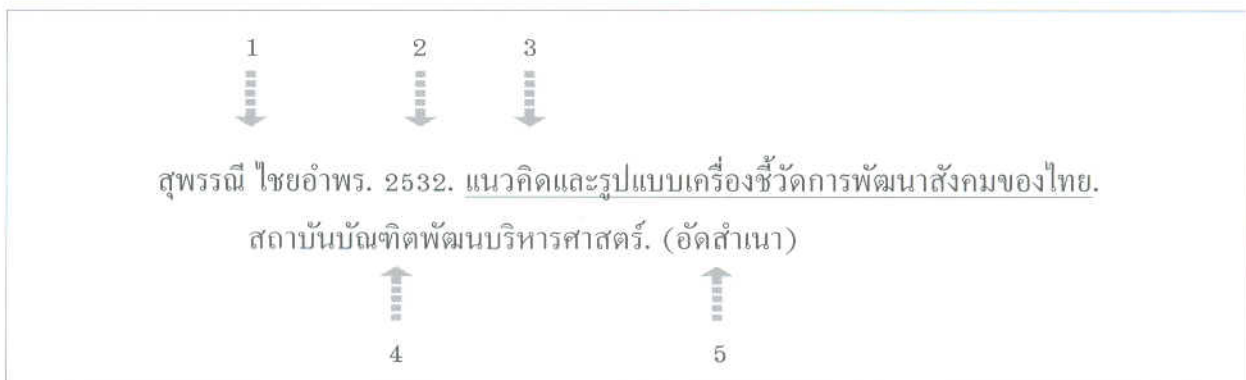 1 2 3
สุพรรณี ไชยอำพร. 2532. แนวคิดและรูปแบบเครื่องชี้วัดการพัฒนาสังคมของไทย.
สถาบันบัณฑิตพัฒนบริหารศาสตร์. (อัดสำเนา)
4 5